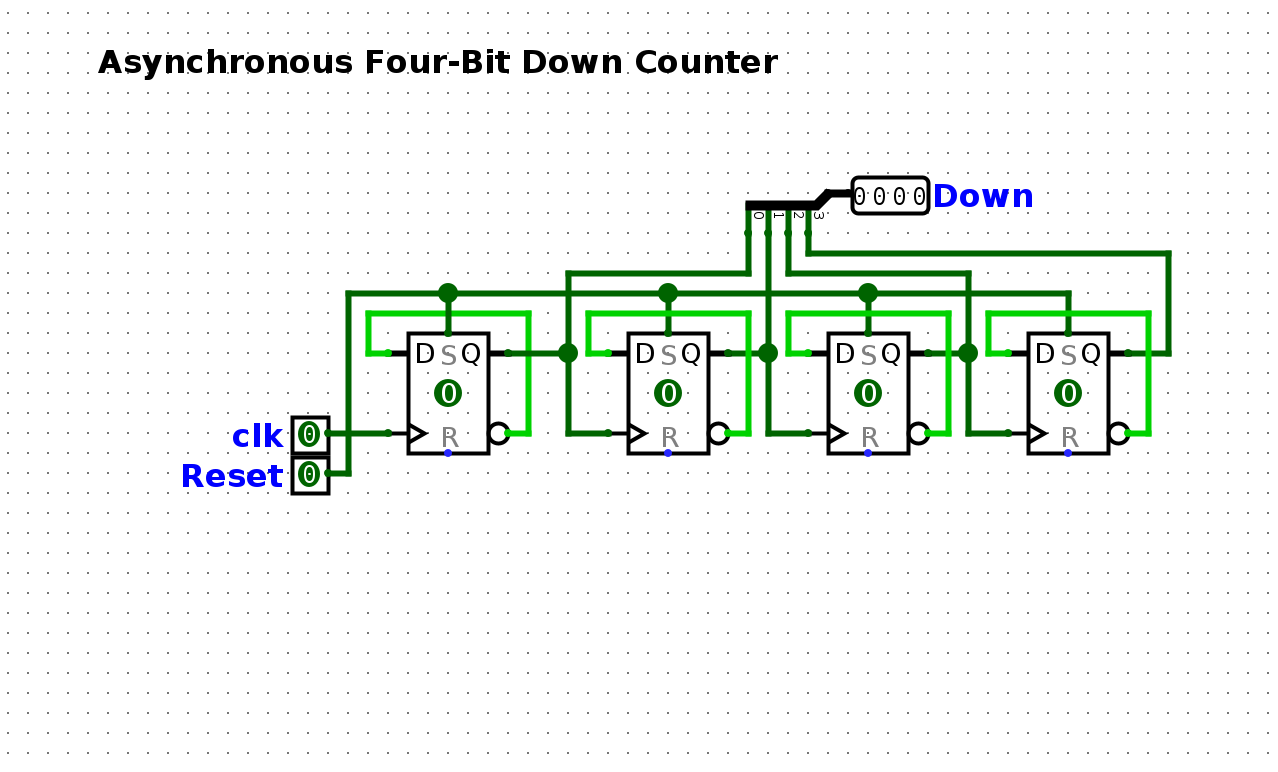 Asynchronous Four-Bit Down Counter
0000 Down
0 1 2 3
D S Q D S Q D S Q D S Q
0 0 0 0
clk 0 R R R R
Reset 0